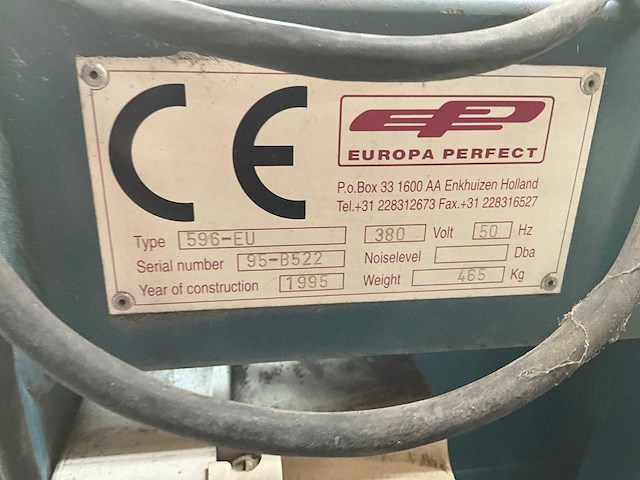 CE
EP
EUROPA PERFECT
P.o.Box 33 1600 AA Enkhuizen Holland
Tel.+31 228312673 Fax.+31 228316527
Type 596-EU 380 Volt 50 Hz
Serial number 95-B522 Noiselevel Dba
Year of construction 1995 Weight 465 Kg